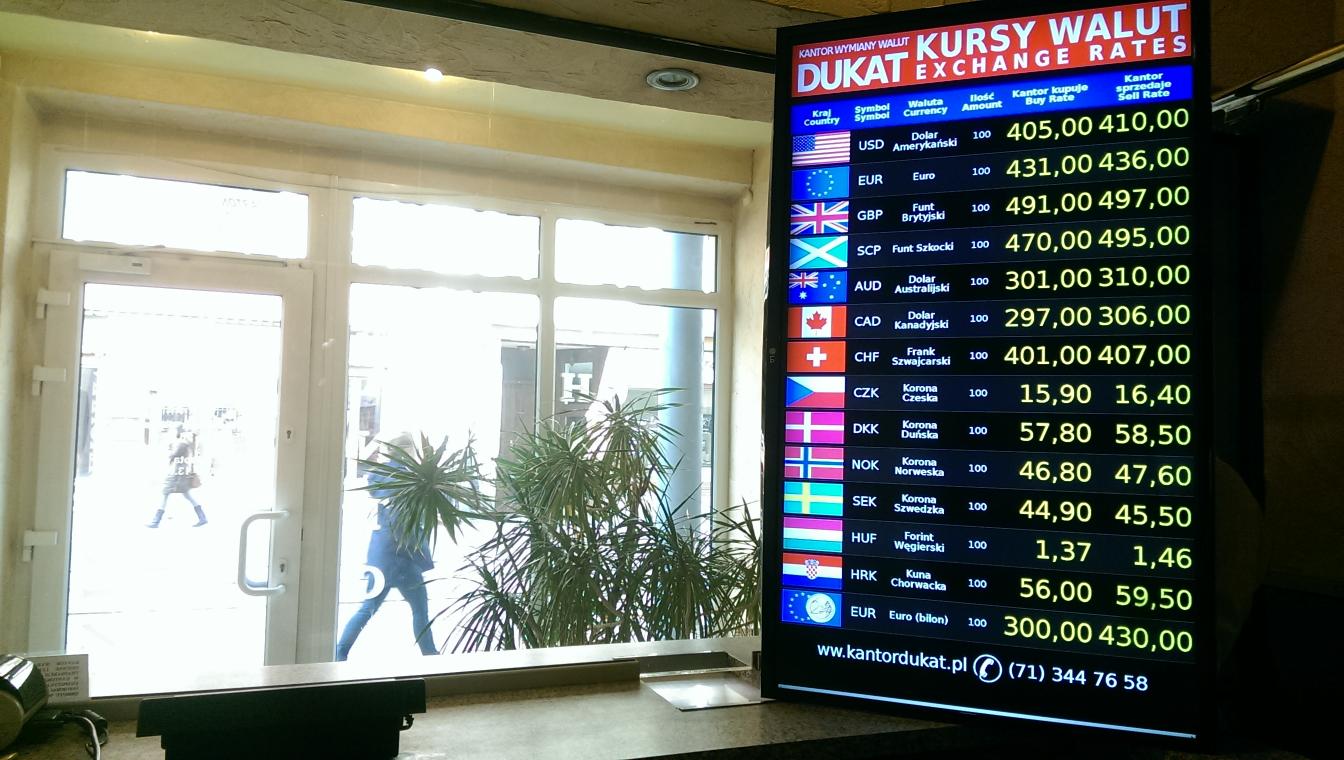 KANTOR WYMIANY WALUT
DUKAT
KURSY WALUT
EXCHANGE RATES
Kraj Country Symbol Symbol Waluta Currency Ilość Amount Kantor kupuje Buy Rate Kantor sprzedaje Sell Rate
USD Dolar Amerykański 100 405,00 410,00
EUR Euro 100 431,00 436,00
GBP Funt Brytyjski 100 491,00 497,00
SCP Funt Szkocki 100 470,00 495,00
AUD Dolar Australijski 100 301,00 310,00
CAD Dolar Kanadyjski 100 297,00 306,00
CHF Frank Szwajcarski 100 401,00 407,00
CZK Korona Czeska 100 15,90 16,40
DKK Korona Duńska 100 57,80 58,50
NOK Korona Norweska 100 46,80 47,60
SEK Korona Szwedzka 100 44,90 45,50
HUF Forint Węgierski 100 1,37 1,46
HRK Kuna Chorwacka 100 56,00 59,50
EUR Euro (bilon) 100 300,00 430,00
ww.kantordukat.pl (71) 344 76 58
H